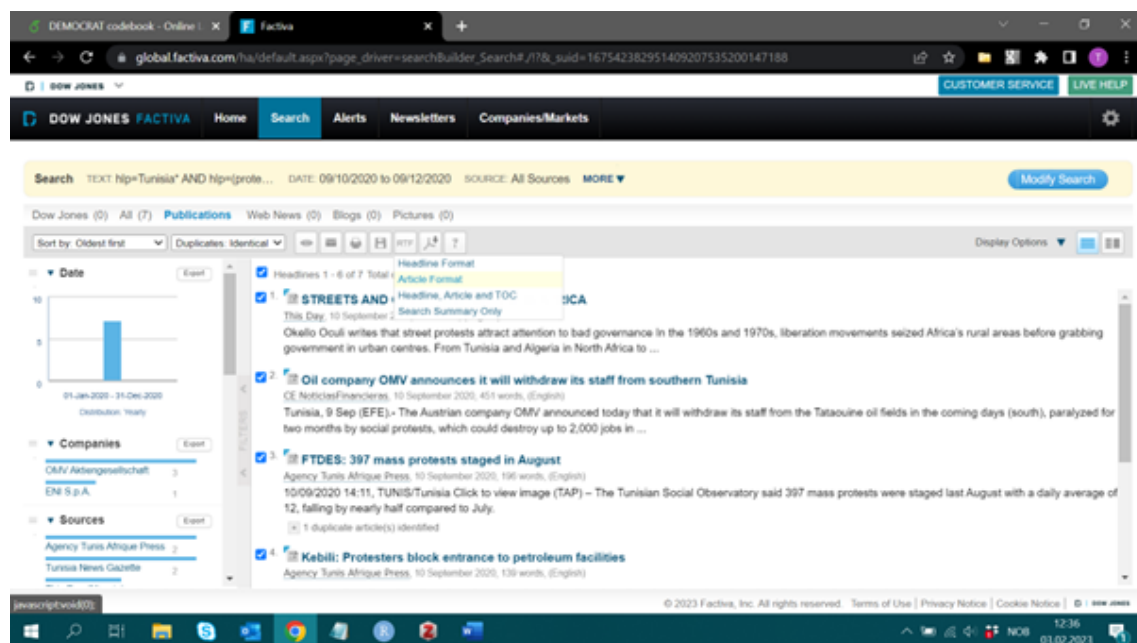 DEMOCRAT codebook - Online L
Factiva
global.factiva.com/ha/default.aspx?page_driver=searchBuilder_Search#./!?&_suid=16754238295140920753520014718​8
DOW JONES
CUSTOMER SERVICE
LIVE HELP
DOW JONES FACTIVA Home Search Alerts Newsletters Companies/Markets
Search TEXT: hlp=Tunisia* AND hlp=(prote... DATE: 09/10/2020 to 09/12/2020 SOURCE: All Sources MORE
Modify Search
Dow Jones (0) All (7) Publications Web News (0) Blogs (0) Pictures (0)
Sort by: Oldest first Duplicates: Identical RTF ? Display Options
Headline Format
Article Format
Headline, Article and TOC
Search Summary Only
Date Export
10
5
0
01-Jan-2020 - 31-Dec-2020
Distribution: Yearly
Companies Export
OMV Aktiengesellschaft 3
ENI S.p.A. 1
Sources Export
Agency Tunis Afrique Press 2
Tunisia News Gazette 2
FILTERS
Headlines 1 - 6 of 7 Total
1. STREETS AND
This Day, 10 September
Okello Oculi writes that street protests attract attention to bad governance In the 1960s and 1970s, liberation movements seized Africa's rural areas before grabbing
government in urban centres. From Tunisia and Algeria in North Africa to ...
2. Oil company OMV announces it will withdraw its staff from southern Tunisia
CE NoticiasFinancieras, 10 September 2020, 451 words, (English)
Tunisia, 9 Sep (EFE).- The Austrian company OMV announced today that it will withdraw its staff from the Tataouine oil fields in the coming days (south), paralyzed for
two months by social protests, which could destroy up to 2,000 jobs in ...
3. FTDES: 397 mass protests staged in August
Agency Tunis Afrique Press, 10 September 2020, 196 words, (English)
10/09/2020 14:11, TUNIS/Tunisia Click to view image (TAP) – The Tunisian Social Observatory said 397 mass protests were staged last August with a daily average of
12, falling by nearly half compared to July.
1 duplicate article(s) identified
4. Kebili: Protesters block entrance to petroleum facilities
Agency Tunis Afrique Press, 10 September 2020, 139 words, (English)
javascript:void(0);
© 2023 Factiva, Inc. All rights reserved. Terms of Use | Privacy Notice | Cookie Notice | DOW JONES
NOB
12:36
03.02.2023